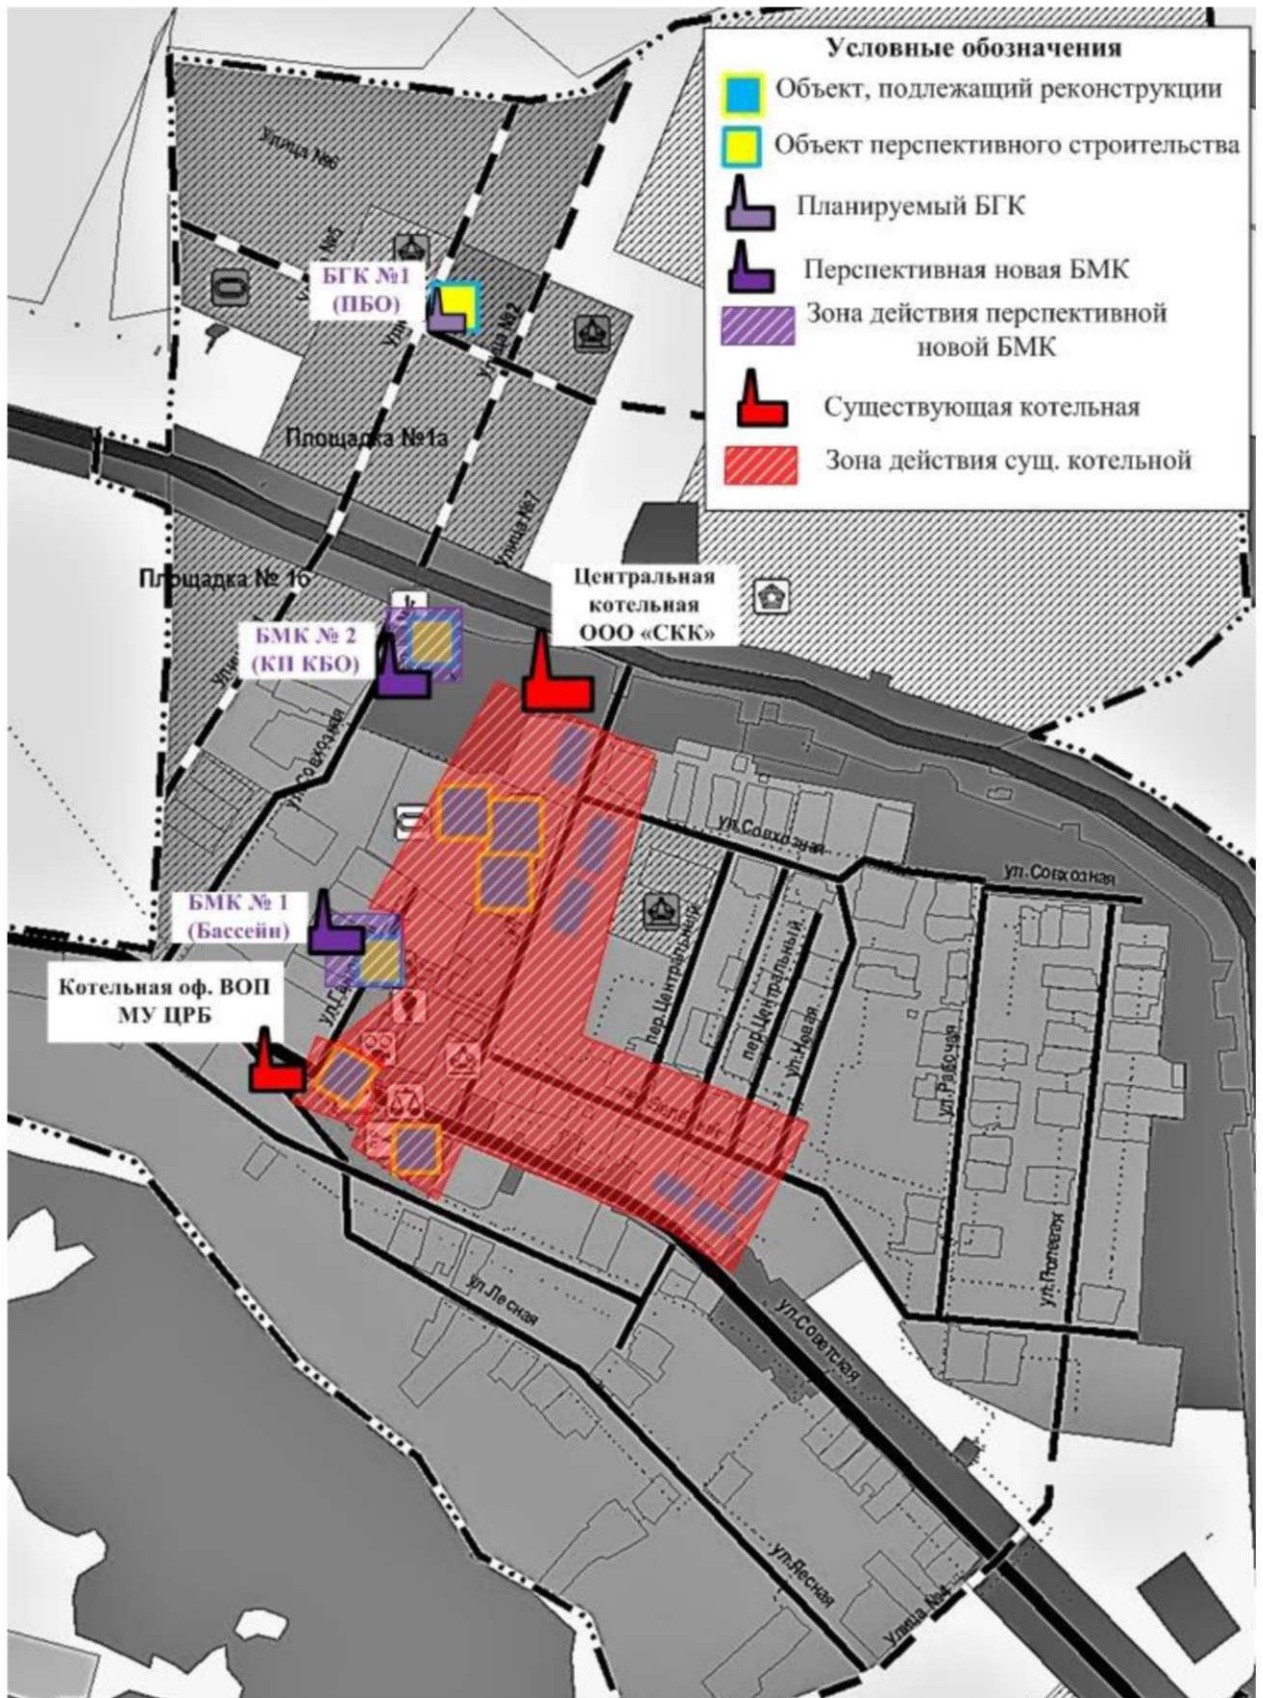 Условные обозначения
Объект, подлежащий реконструкции
Объект перспективного строительства
Планируемый БГК
Перспективная новая БМК
Зона действия перспективной
новой БМК
Существующая котельная
Зона действия сущ. котельной
Улица №6
№5
БГК №1
(ПБО)
Улица №2
Площадка №1а
Улица №7
Площадка № 1б
Центральная
котельная
ООО «СКК»
БМК № 2
(КП КБО)
ул.Совхозная
ул.Совхозная
ул.Совхозная
БМК № 1
(Бассейн)
пер.Центральный
пер.Центральный
ул.Новая
ул.Рабочая
ул.Полевая
Котельная оф. ВОП
МУ ЦРБ
ул.Лесная
ул.Советская
ул.Лесная
Улица №4